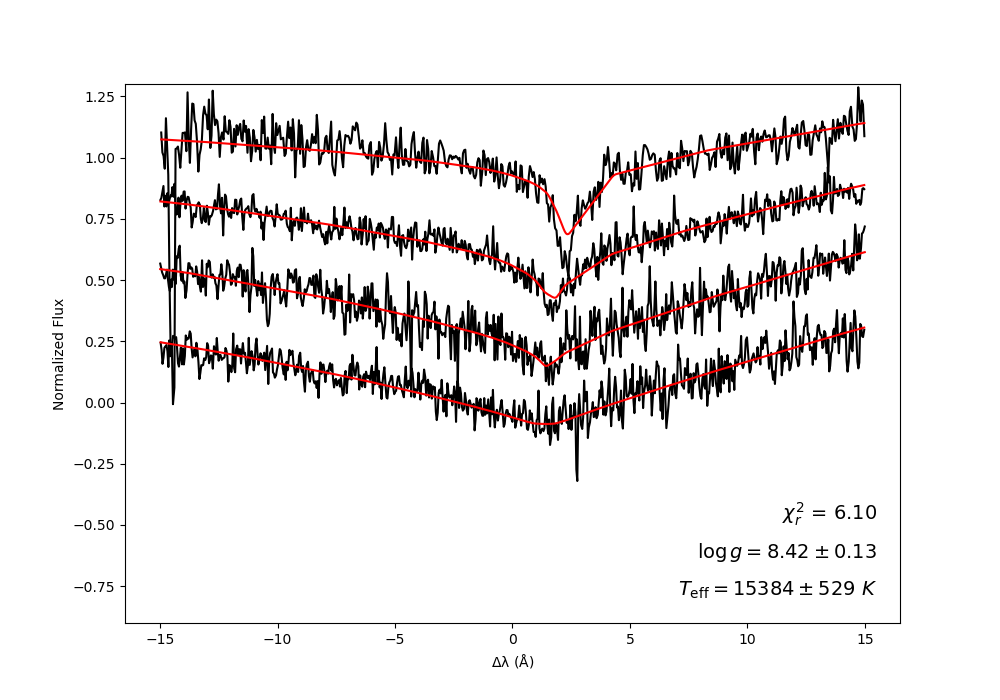 Normalized Flux
1.25
1.00
0.75
0.50
0.25
0.00
−0.25
−0.50
−0.75
χ²ᵣ = 6.10
log g = 8.42 ± 0.13
T_eff = 15384 ± 529 K
−15 −10 −5 0 5 10 15
Δλ (Å)